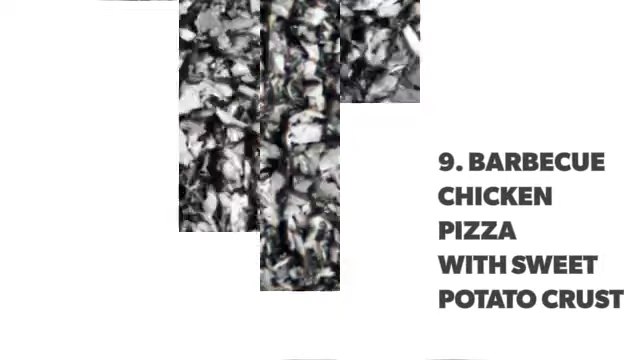 9. BARBECUE
CHICKEN
PIZZA
WITH SWEET
POTATO CRUST